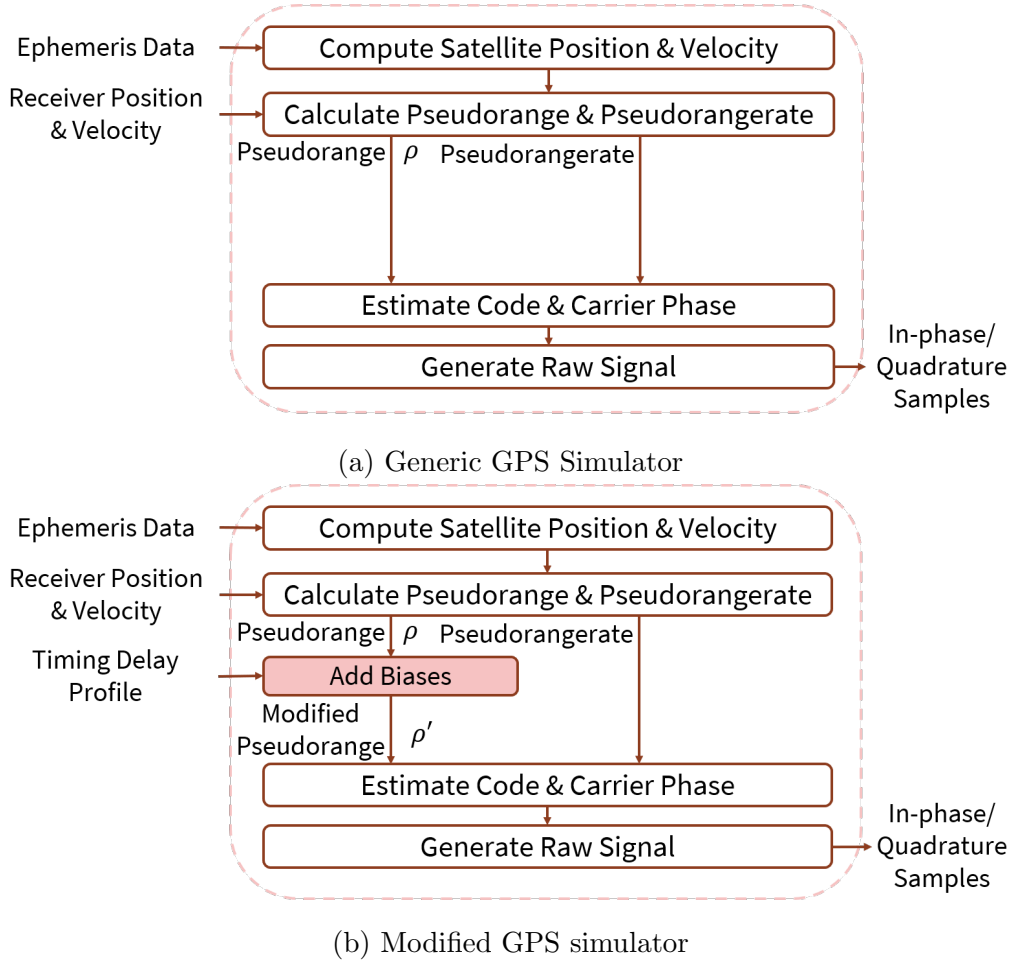 Ephemeris Data
Compute Satellite Position & Velocity
Receiver Position
& Velocity
Calculate Pseudorange & Pseudorangerate
Pseudorange
ρ
Pseudorangerate
Estimate Code & Carrier Phase
Generate Raw Signal
In-phase/
Quadrature
Samples
(a) Generic GPS Simulator
Ephemeris Data
Compute Satellite Position & Velocity
Receiver Position
& Velocity
Calculate Pseudorange & Pseudorangerate
Pseudorange
ρ
Pseudorangerate
Timing Delay
Profile
Add Biases
Modified
Pseudorange
ρ′
Estimate Code & Carrier Phase
Generate Raw Signal
In-phase/
Quadrature
Samples
(b) Modified GPS simulator